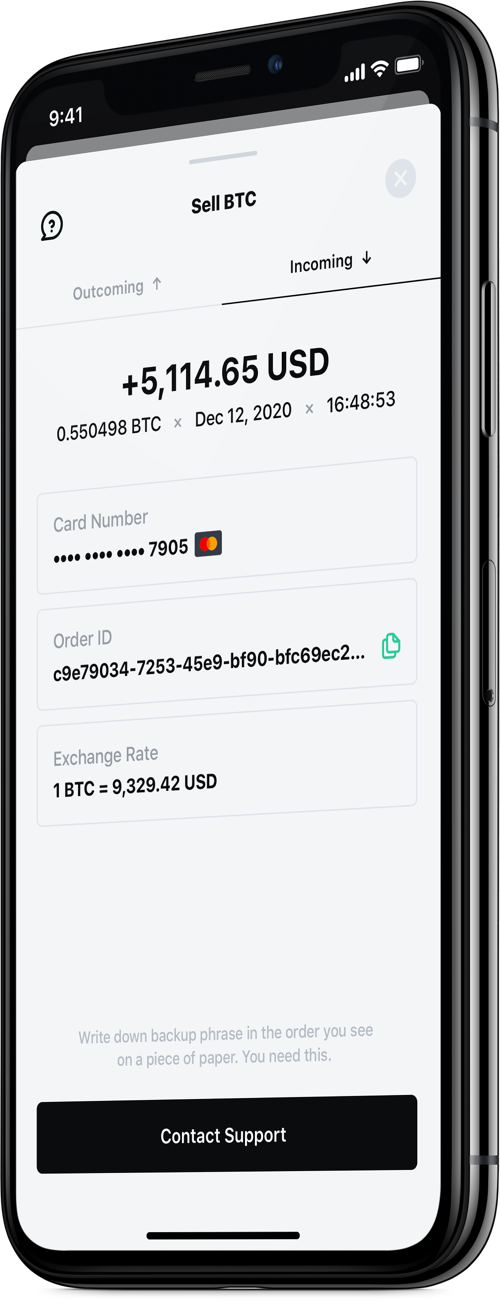 9:41
Sell BTC
Outcoming ↑
Incoming ↓
+5,114.65 USD
0.550498 BTC × Dec 12, 2020 × 16:48:53
Card Number
•••• •••• •••• 7905
Order ID
c9e79034-7253-45e9-bf90-bfc69ec2...
Exchange Rate
1 BTC = 9,329.42 USD
Write down backup phrase in the order you see
on a piece of paper. You need this.
Contact Support